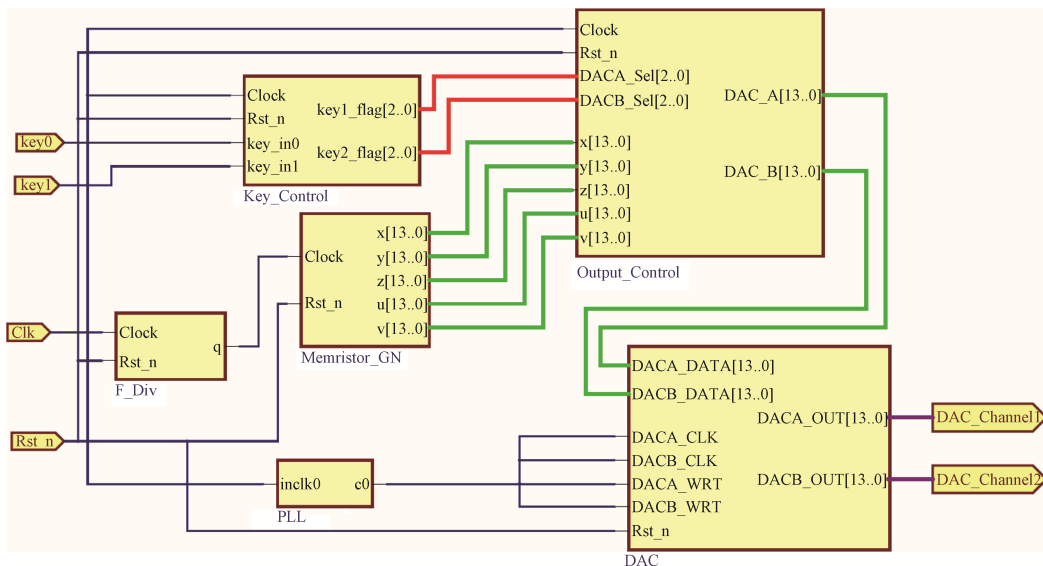 Clock
Rst_n
DACA_Sel[2..0]
DACB_Sel[2..0]
x[13..0]
y[13..0]
z[13..0]
u[13..0]
v[13..0]
DAC_A[13..0]
DAC_B[13..0]
Output_Control
Clock
Rst_n
key_in0
key_in1
key1_flag[2..0]
key2_flag[2..0]
Key_Control
key0
key1
Clock
Rst_n
x[13..0]
y[13..0]
z[13..0]
u[13..0]
v[13..0]
Memristor_GN
Clk
Clock
Rst_n
q
F_Div
Rst_n
inclk0
c0
PLL
DACA_DATA[13..0]
DACB_DATA[13..0]
DACA_CLK
DACB_CLK
DACA_WRT
DACB_WRT
Rst_n
DACA_OUT[13..0]
DACB_OUT[13..0]
DAC
DAC_Channel1
DAC_Channel2